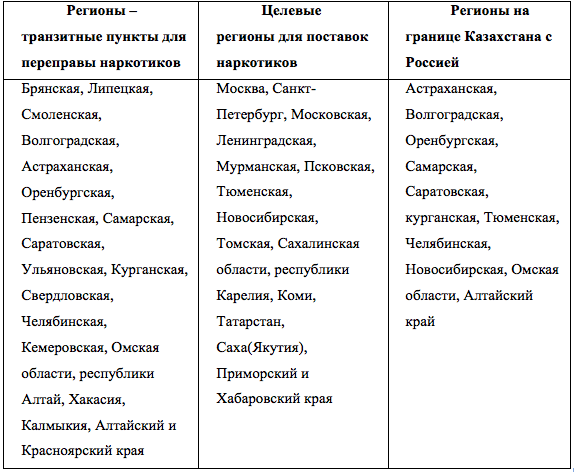 Регионы –
транзитные пункты для
переправы наркотиков
Целевые
регионы для поставок
наркотиков
Регионы на
границе Казахстана с
Россией
Брянская, Липецкая,
Смоленская,
Волгоградская,
Астраханская,
Оренбургская,
Пензенская, Самарская,
Саратовская,
Ульяновская, Курганская,
Свердловская,
Челябинская,
Кемеровская, Омская
области, республики
Алтай, Хакасия,
Калмыкия, Алтайский и
Красноярский края
Москва, Санкт-
Петербург, Московская,
Ленинградская,
Мурманская, Псковская,
Тюменская,
Новосибирская,
Томская, Сахалинская
области, республики
Карелия, Коми,
Татарстан,
Саха(Якутия),
Приморский и
Хабаровский края
Астраханская,
Волгоградская,
Оренбургская,
Самарская,
Саратовская,
курганская, Тюменская,
Челябинская,
Новосибирская, Омская
области, Алтайский
край